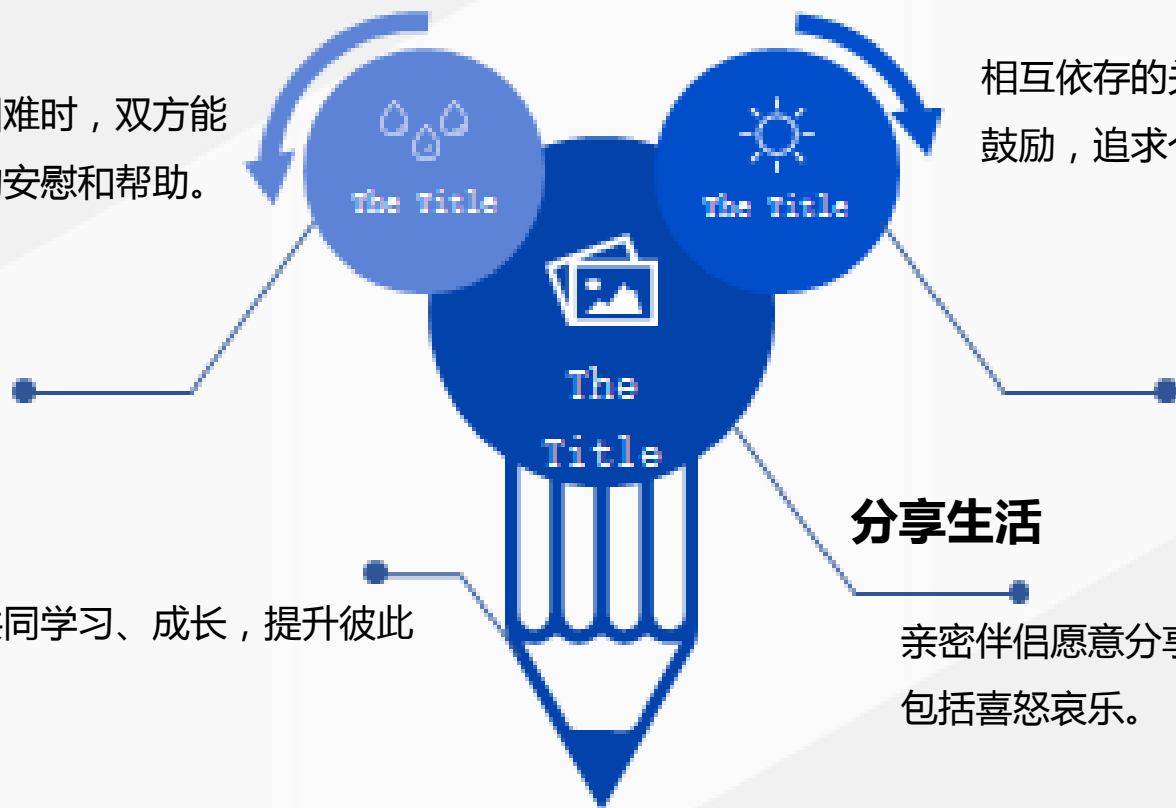 难时，双方能
安慰和帮助。
相互依存的
鼓励，追求
The Title
The Title
The
Title
分享生活
同学习、成长，提升彼此
亲密伴侣愿意分享
包括喜怒哀乐。